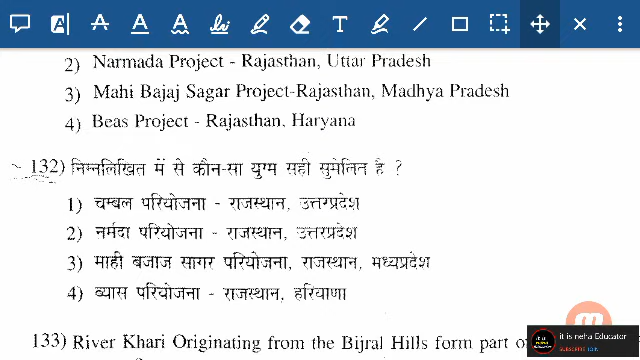 2) Narmada Project - Rajasthan, Uttar Pradesh
3) Mahi Bajaj Sagar Project-Rajasthan, Madhya Pradesh
4) Beas Project - Rajasthan, Haryana
132) निम्नलिखित में से कौन-सा युग्म सही सुमेलित है ?
1) चम्बल परियोजना - राजस्थान, उत्तरप्रदेश
2) नर्मदा परियोजना - राजस्थान, उत्तरप्रदेश
3) माही बजाज सागर परियोजना, राजस्थान, मध्यप्रदेश
4) व्यास परियोजना - राजस्थान, हरियाणा
133) River Khari Originating from the Bijral Hills form part of
it is neha Educator
SUBSCRIBE JOIN